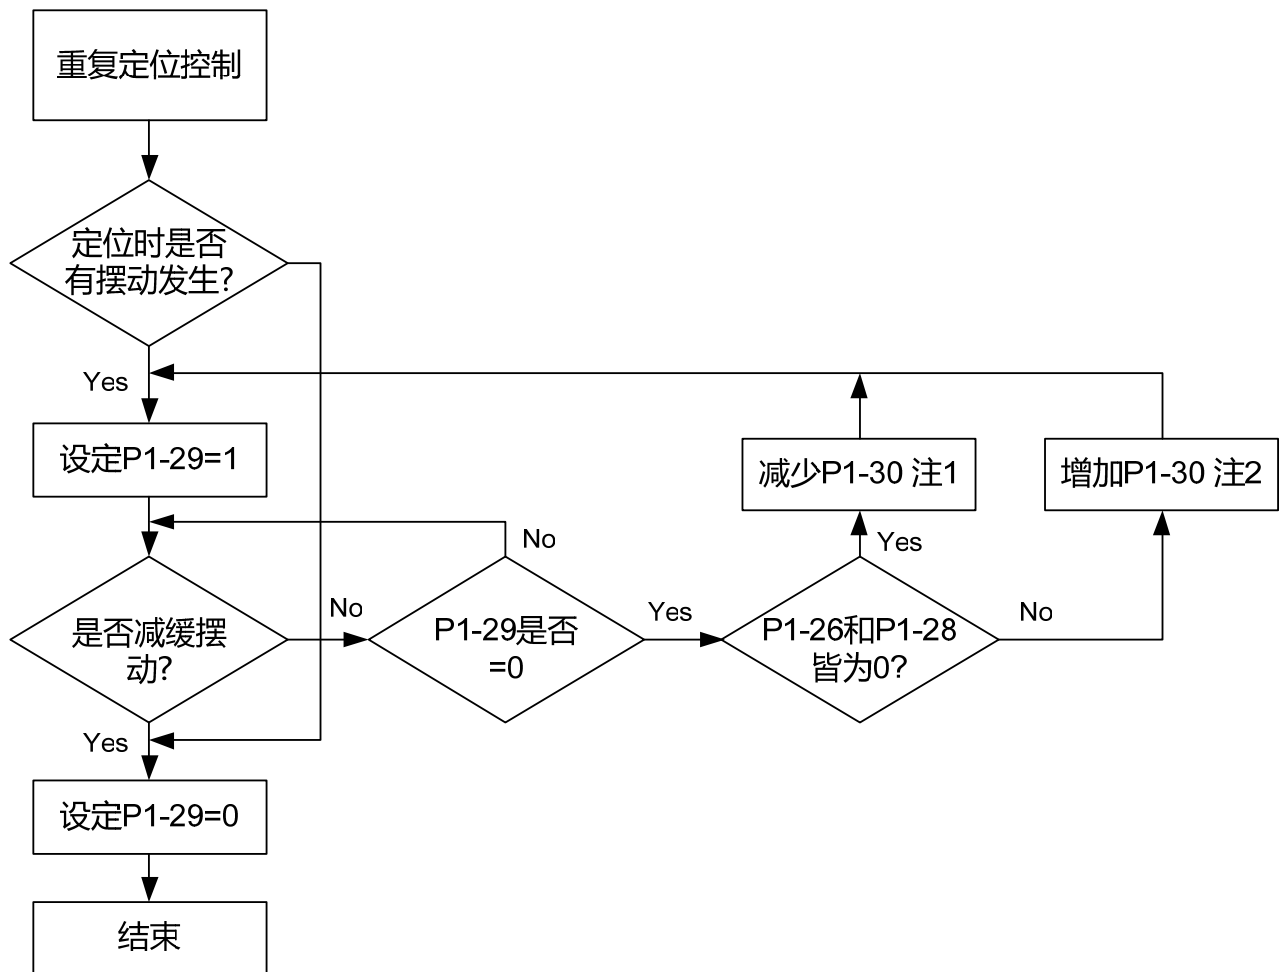 重复定位控制
定位时是否
有摆动发生?
Yes
设定P1-29=1
减少P1-30 注1
增加P1-30 注2
No
Yes
是否减缓摆
动?
No
P1-29是否
=0
Yes
P1-26和P1-28
皆为0?
No
Yes
设定P1-29=0
结束